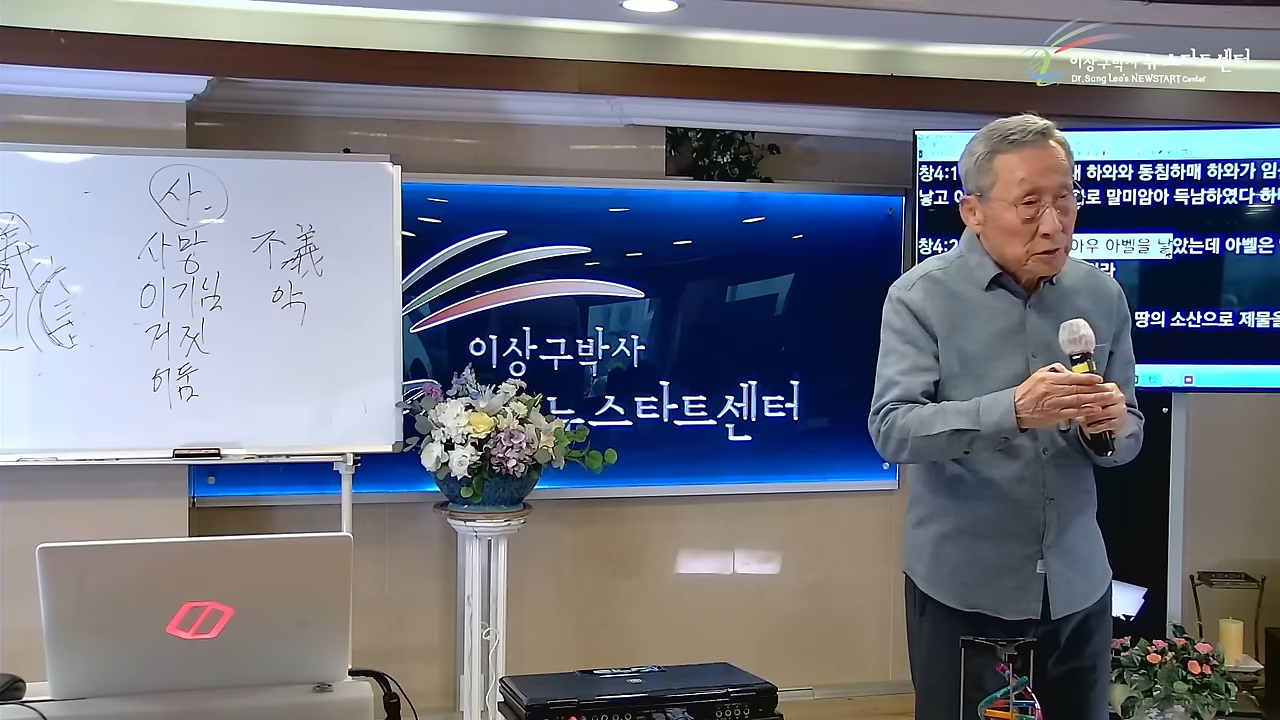 이상구박사 뉴스타트센터
Dr. Sang Lee's NEWSTART Center
사.
사망 不義
이기님 악
거짓
어둠
義
이상구박사
뉴스타트센터
창4:1 하와와 동침하매 하와가 임
낳고 로 말미암아 득남하였다 하
창4:2 아우 아벨을 낳았는데 아벨은
라
땅의 소산으로 제물을